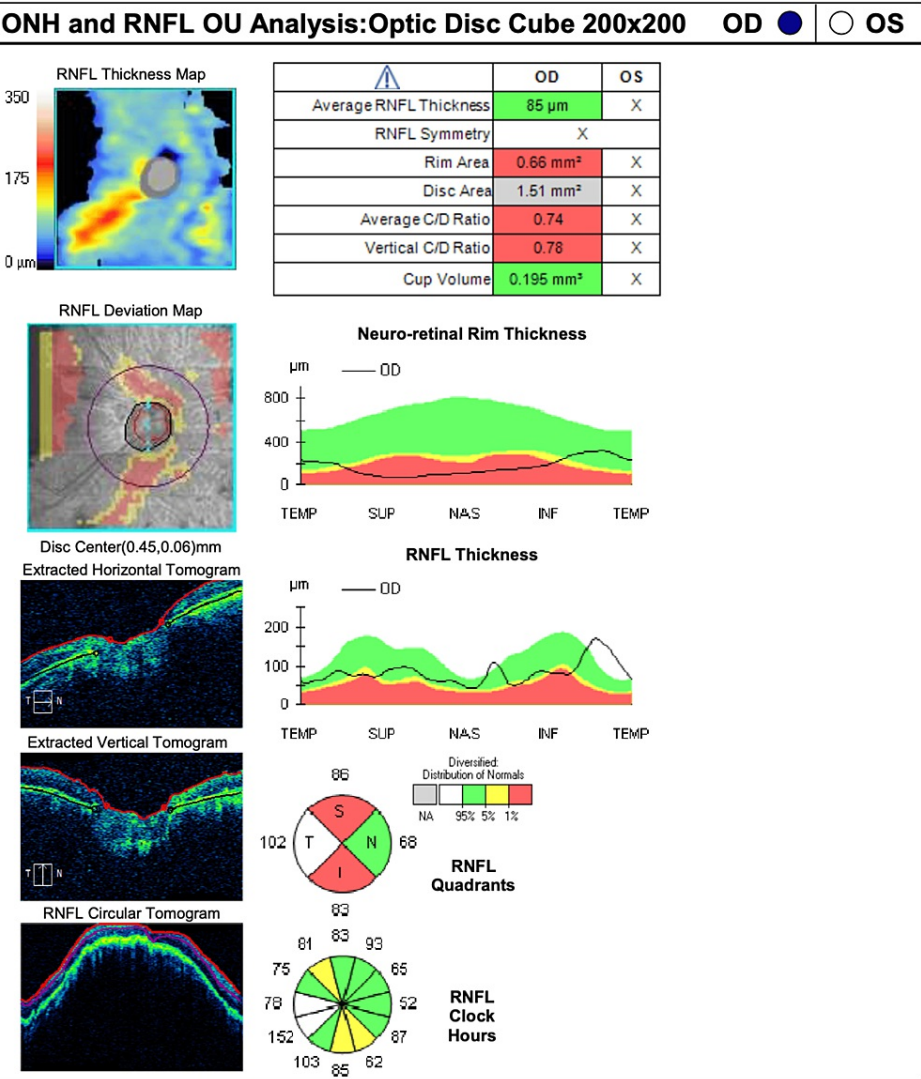 ONH and RNFL OU Analysis:Optic Disc Cube 200x200 OD OS
RNFL Thickness Map
350
175
0 µm
OD OS
Average RNFL Thickness 85 µm X
RNFL Symmetry X
Rim Area 0.66 mm² X
Disc Area 1.51 mm² X
Average C/D Ratio 0.74 X
Vertical C/D Ratio 0.78 X
Cup Volume 0.195 mm³ X
RNFL Deviation Map
Disc Center(0.45,0.06)mm
Neuro-retinal Rim Thickness
µm OD
800
400
0
TEMP SUP NAS INF TEMP
RNFL Thickness
µm OD
200
100
0
TEMP SUP NAS INF TEMP
Extracted Horizontal Tomogram
T N
Extracted Vertical Tomogram
T N
RNFL Circular Tomogram
Diversified:
Distribution of Normals
NA 95% 5% 1%
86
S
102 T N 68
I
83
RNFL
Quadrants
83
81 93
75 65
78 52
152 87
103 62
85
RNFL
Clock
Hours